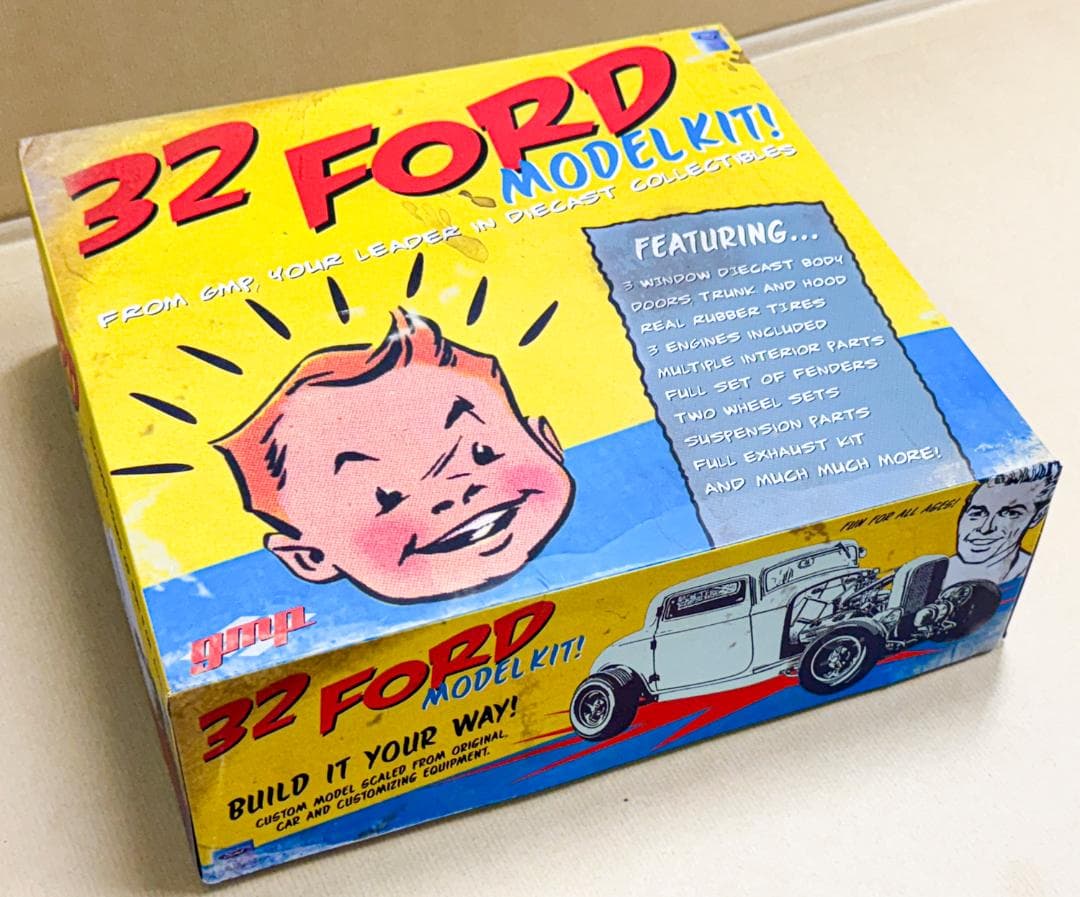 32 FORD
MODEL KIT!
FROM GMP, YOUR LEADER IN DIECAST COLLECTIBLES
FEATURING...
3 WINDOW DIECAST BODY
DOORS TRUNK AND HOOD
REAL RUBBER TIRES
3 ENGINES INCLUDED
MULTIPLE INTERIOR PARTS
FULL SET OF FENDERS
TWO WHEEL SETS
SUSPENSION PARTS
FULL EXHAUST KIT
AND MUCH MUCH MORE!
gmp
32 FORD
MODEL KIT!
BUILD IT YOUR WAY!
CUSTOM MODEL SCALED FROM ORIGINAL
CAR AND CUSTOMIZING EQUIPMENT.
FUN FOR ALL AGES!